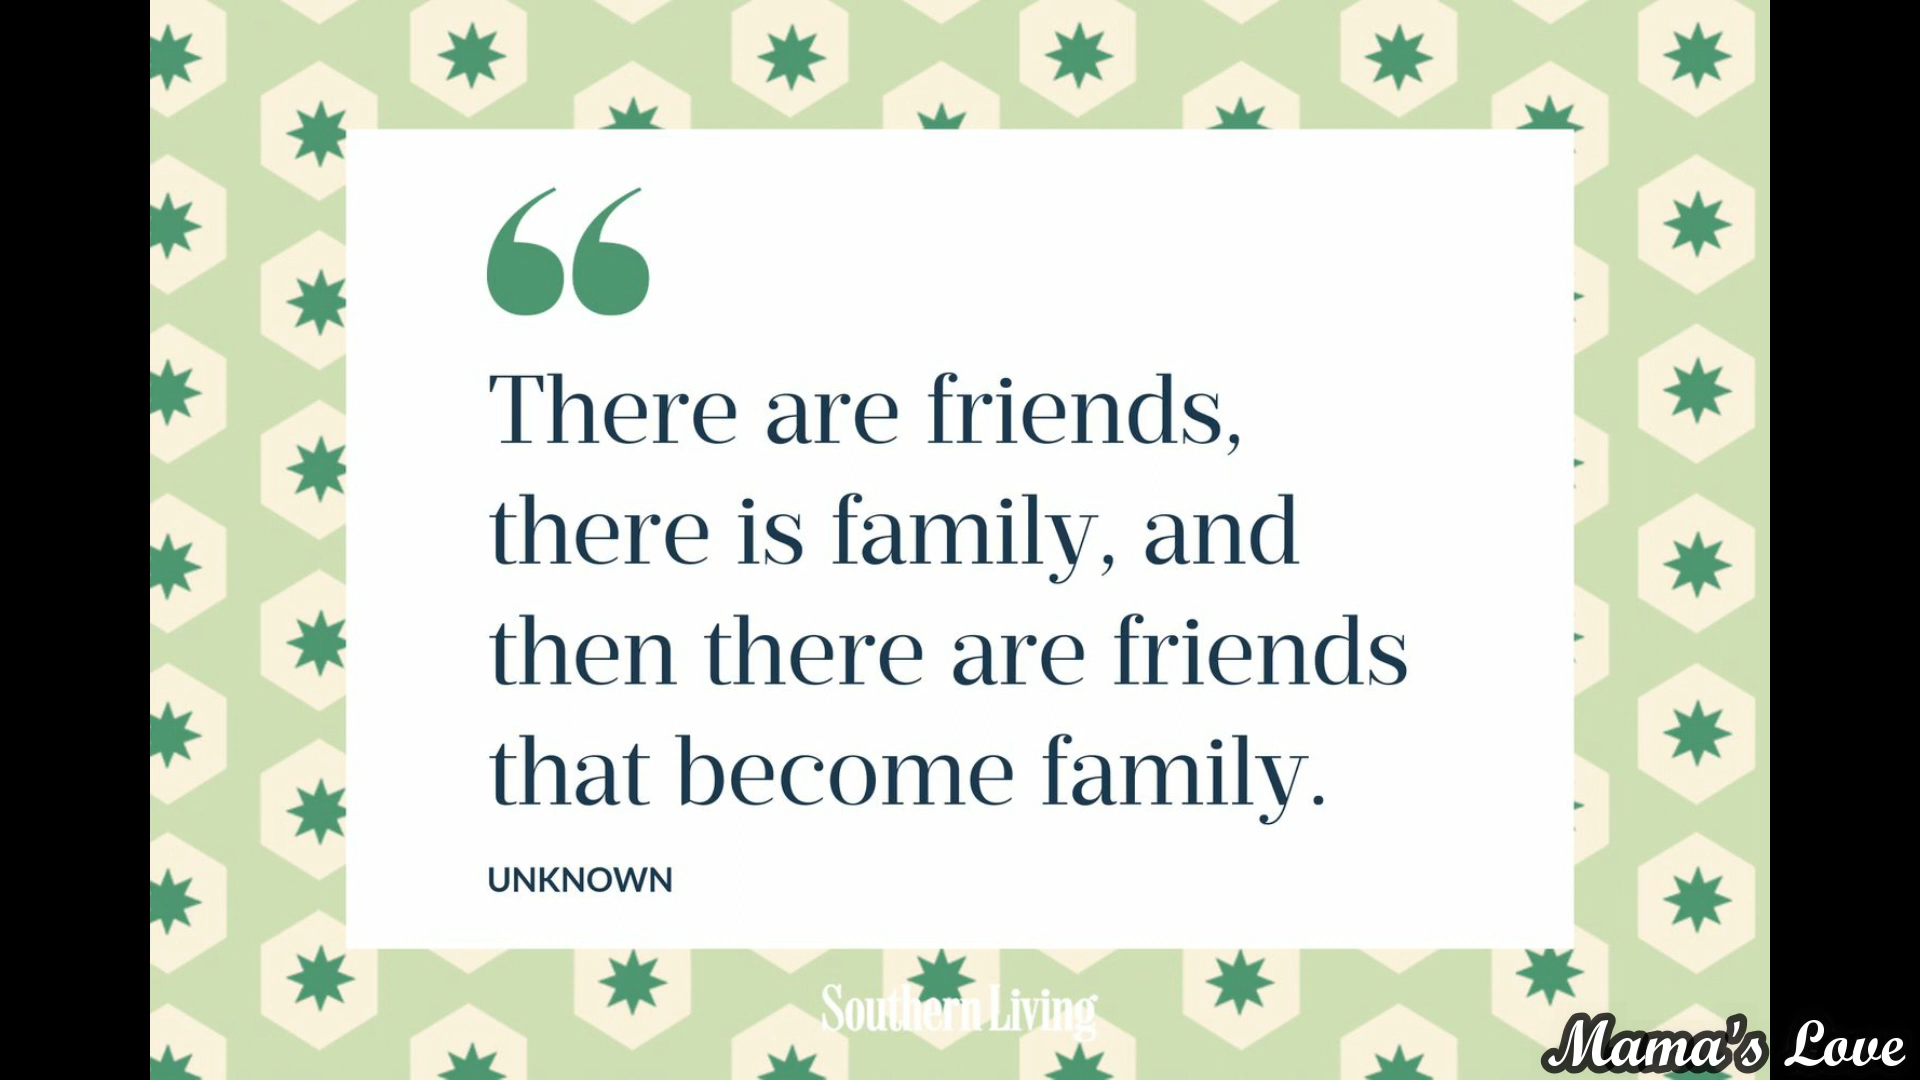 “
There are friends,
there is family, and
then there are friends
that become family.
UNKNOWN
Southern Living
Mama's Love